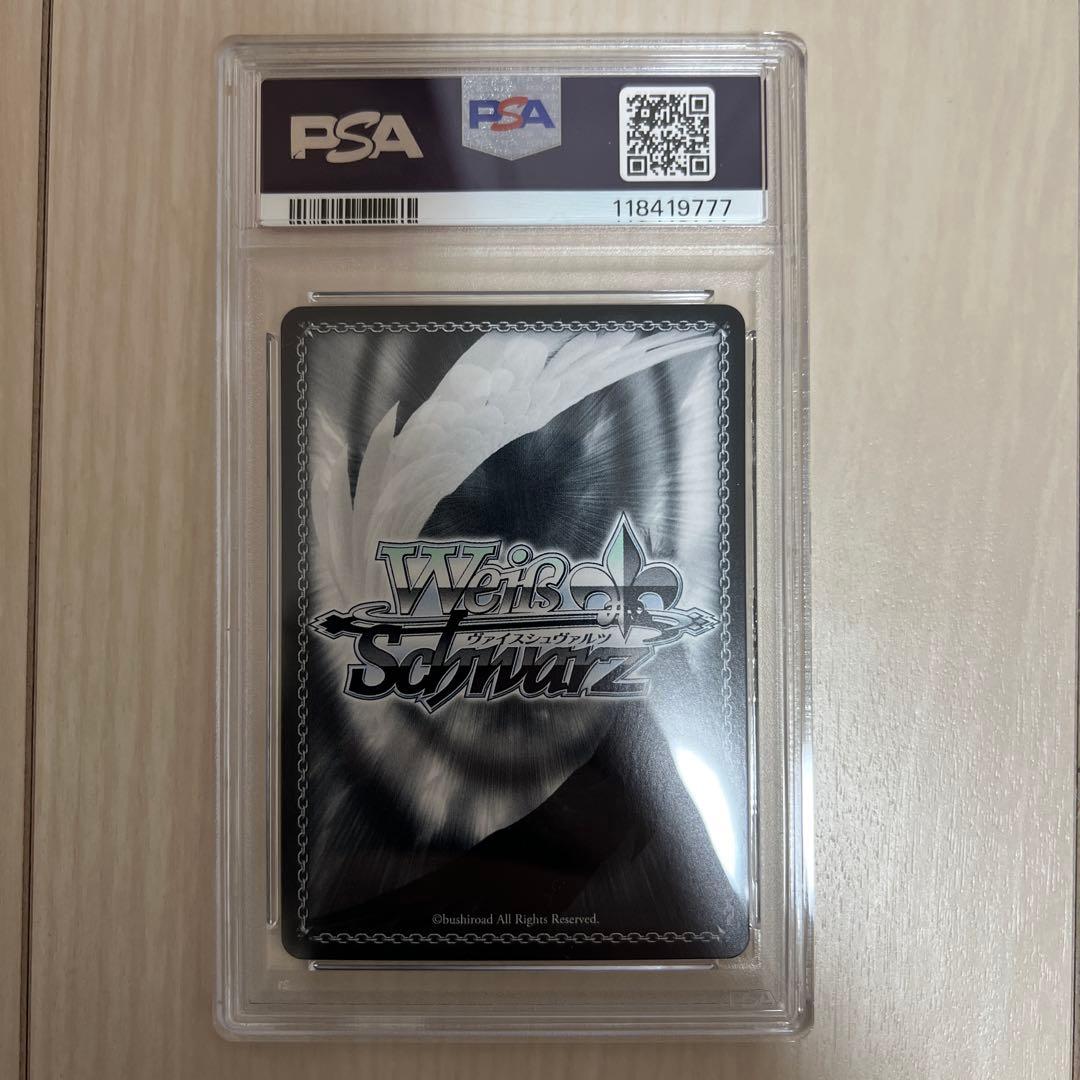 PSA
PSA
118419777
Weiß
ヴァイスシュヴァルツ
Schwarz
©bushiroad All Rights Reserved.